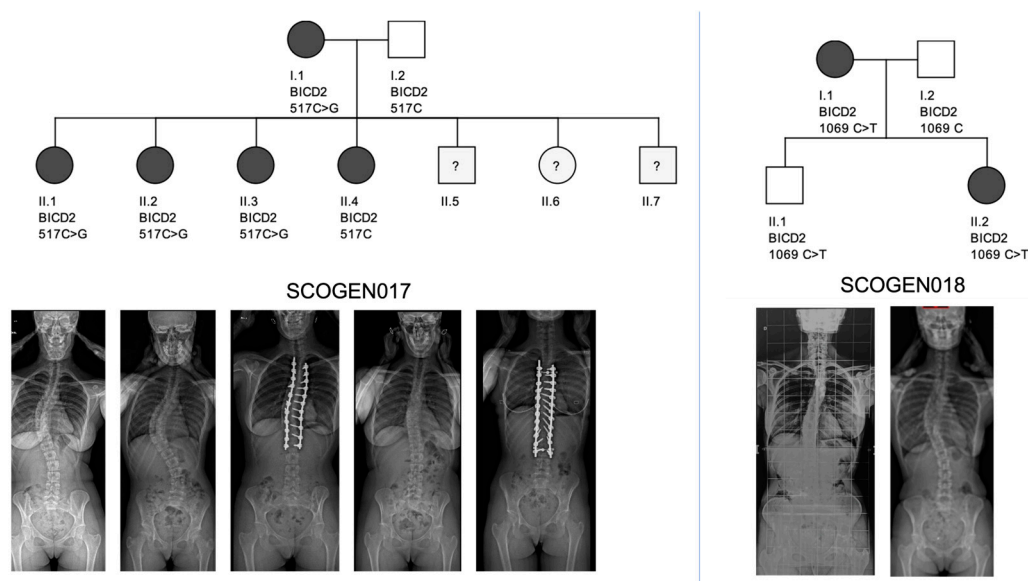 I.1
BICD2
517C>G
I.2
BICD2
517C
?
?
?
II.1
BICD2
517C>G
II.2
BICD2
517C>G
II.3
BICD2
517C>G
II.4
BICD2
517C
II.5
II.6
II.7
SCOGEN017
I.1
BICD2
1069 C>T
I.2
BICD2
1069 C
II.1
BICD2
1069 C>T
II.2
BICD2
1069 C>T
SCOGEN018